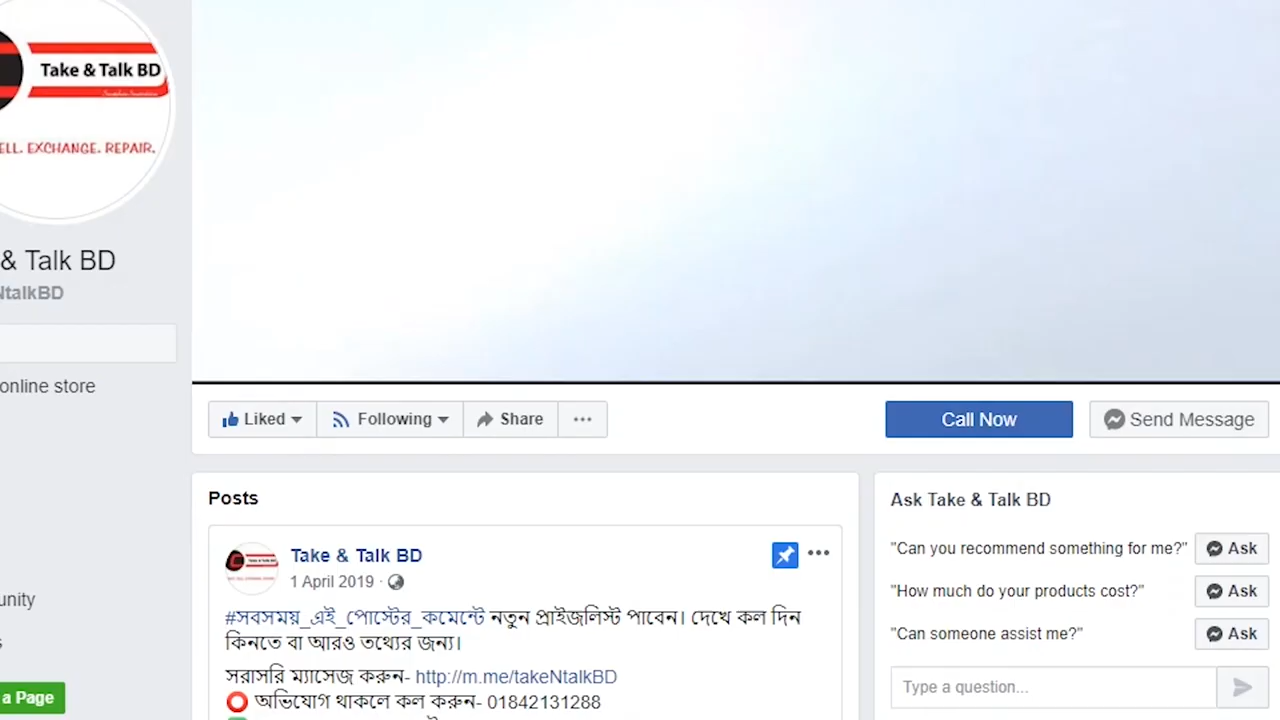 Take & Talk BD
ELL. EXCHANGE. REPAIR.
& Talk BD
NtalkBD
online store
unity
s
a Page
Liked
Following
Share
Call Now
Send Message
Posts
Take & Talk BD
1 April 2019
#সবসময়_এই_পোস্টের_কমেন্টে নতুন প্রাইজলিস্ট পাবেন। দেখে কল দিন
কিনতে বা আরও তথ্যের জন্য।
সরাসরি ম্যাসেজ করুন- http://m.me/takeNtalkBD
অভিযোগ থাকলে কল করুন- 01842131288
Ask Take & Talk BD
"Can you recommend something for me?" Ask
"How much do your products cost?" Ask
"Can someone assist me?" Ask
Type a question...